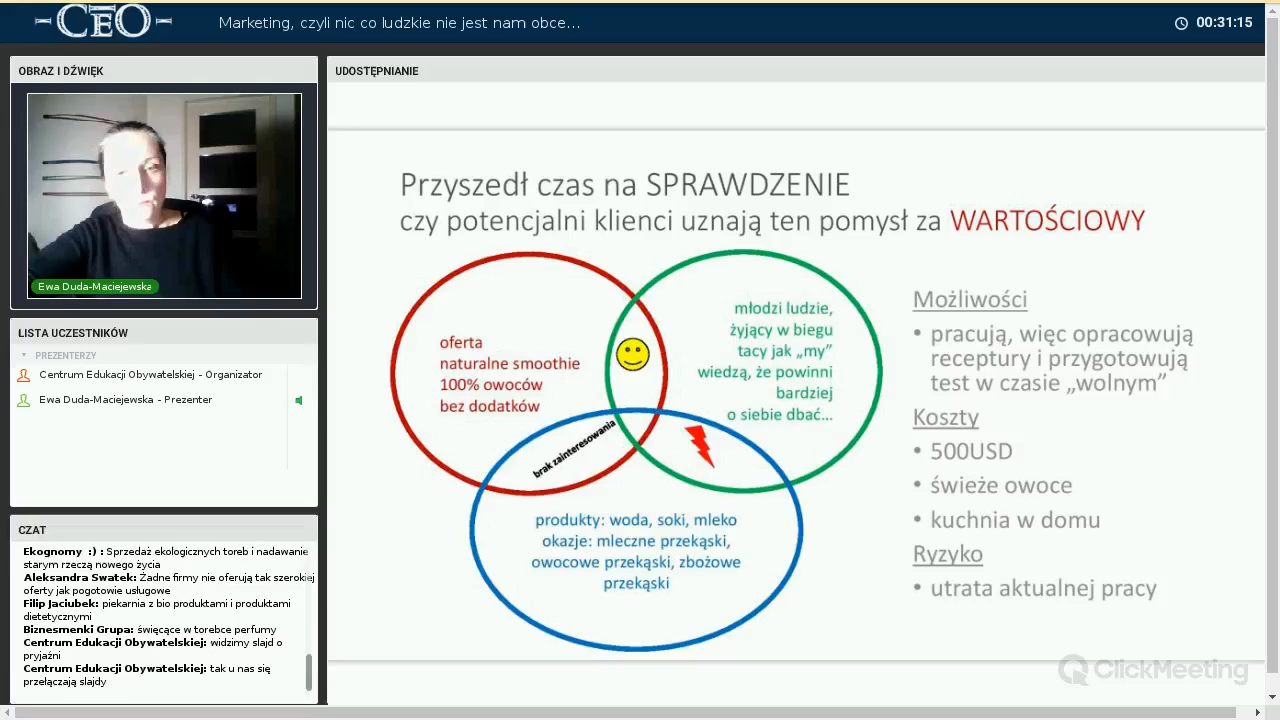 CEO
Marketing, czyli nic co ludzkie nie jest nam obce...
00:31:15
OBRAZ I DŹWIĘK
Ewa Duda-Maciejewska
LISTA UCZESTNIKÓW
PREZENTERZY
Centrum Edukacji Obywatelskiej - Organizator
Ewa Duda-Maciejewska - Prezenter
CZAT
Ekognomy :) : Sprzedaż ekologicznych toreb i nadawanie
starym rzeczą nowego życia
Aleksandra Swatek: Żadne firmy nie oferują tak szerokiej
oferty jak pogotowie usługowe
Filip Jaciubek: piekarnia z bio produktami i produktami
dietetycznymi
Biznesmenki Grupa: święcące w torebce perfumy
Centrum Edukacji Obywatelskiej: widzimy slajd o
pryjaźni
Centrum Edukacji Obywatelskiej: tak u nas się
przełączają slajdy
UDOSTĘPNIANIE
Przyszedł czas na SPRAWDZENIE
czy potencjalni klienci uznają ten pomysł za WARTOŚCIOWY
oferta
naturalne smoothie
100% owoców
bez dodatków
młodzi ludzie,
żyjący w biegu
tacy jak „my”
wiedzą, że powinni
bardziej
o siebie dbać...
brak zainteresowania
produkty: woda, soki, mleko
okazje: mleczne przekąski,
owocowe przekąski, zbożowe
przekąski
Możliwości
• pracują, więc opracowują
receptury i przygotowują
test w czasie „wolnym”
Koszty
• 500USD
• świeże owoce
• kuchnia w domu
Ryzyko
• utrata aktualnej pracy
ClickMeeting